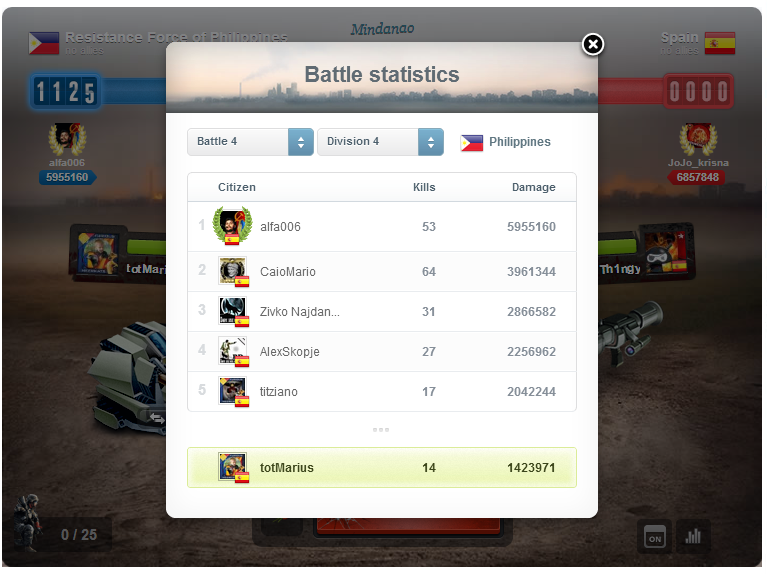 Mindanao
Resistance Force of Philippines
Spain
1125
0000
Battle statistics
Battle 4
Division 4
Philippines
alfa006
5955160
JoJo_krisna
6857848
Citizen Kills Damage
1 alfa006 53 5955160
2 CaioMario 64 3961344
3 Zivko Najdan... 31 2866582
4 AlexSkopje 27 2256962
5 titziano 17 2042244
...
totMarius 14 1423971
totMari
Th1ngy
0 / 25
ON